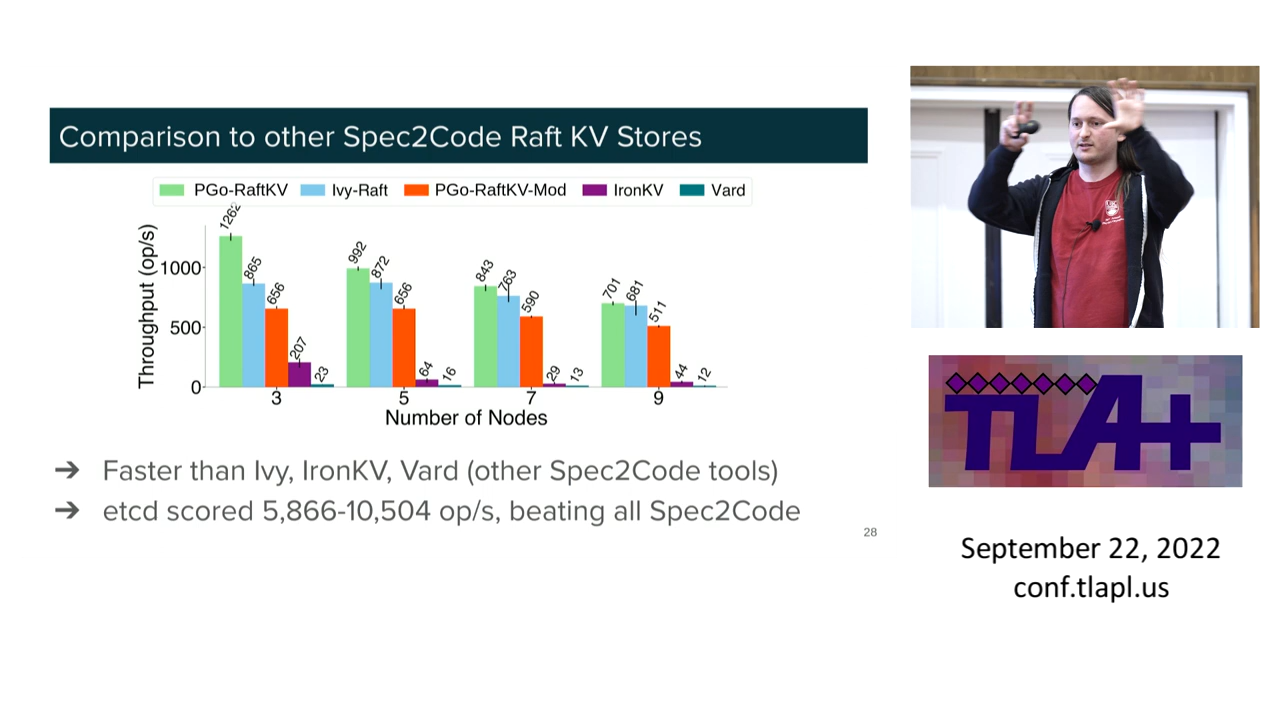 Comparison to other Spec2Code Raft KV Stores
PGo-RaftKV Ivy-Raft PGo-RaftKV-Mod IronKV Vard
Throughput (op/s)
1000
500
0
1262 865 656 207 23
992 872 656 64 16
843 763 590 29 13
701 681 511 44 12
3 5 7 9
Number of Nodes
➔ Faster than Ivy, IronKV, Vard (other Spec2Code tools)
➔ etcd scored 5,866-10,504 op/s, beating all Spec2Code
28
TLA+
September 22, 2022
conf.tlapl.us